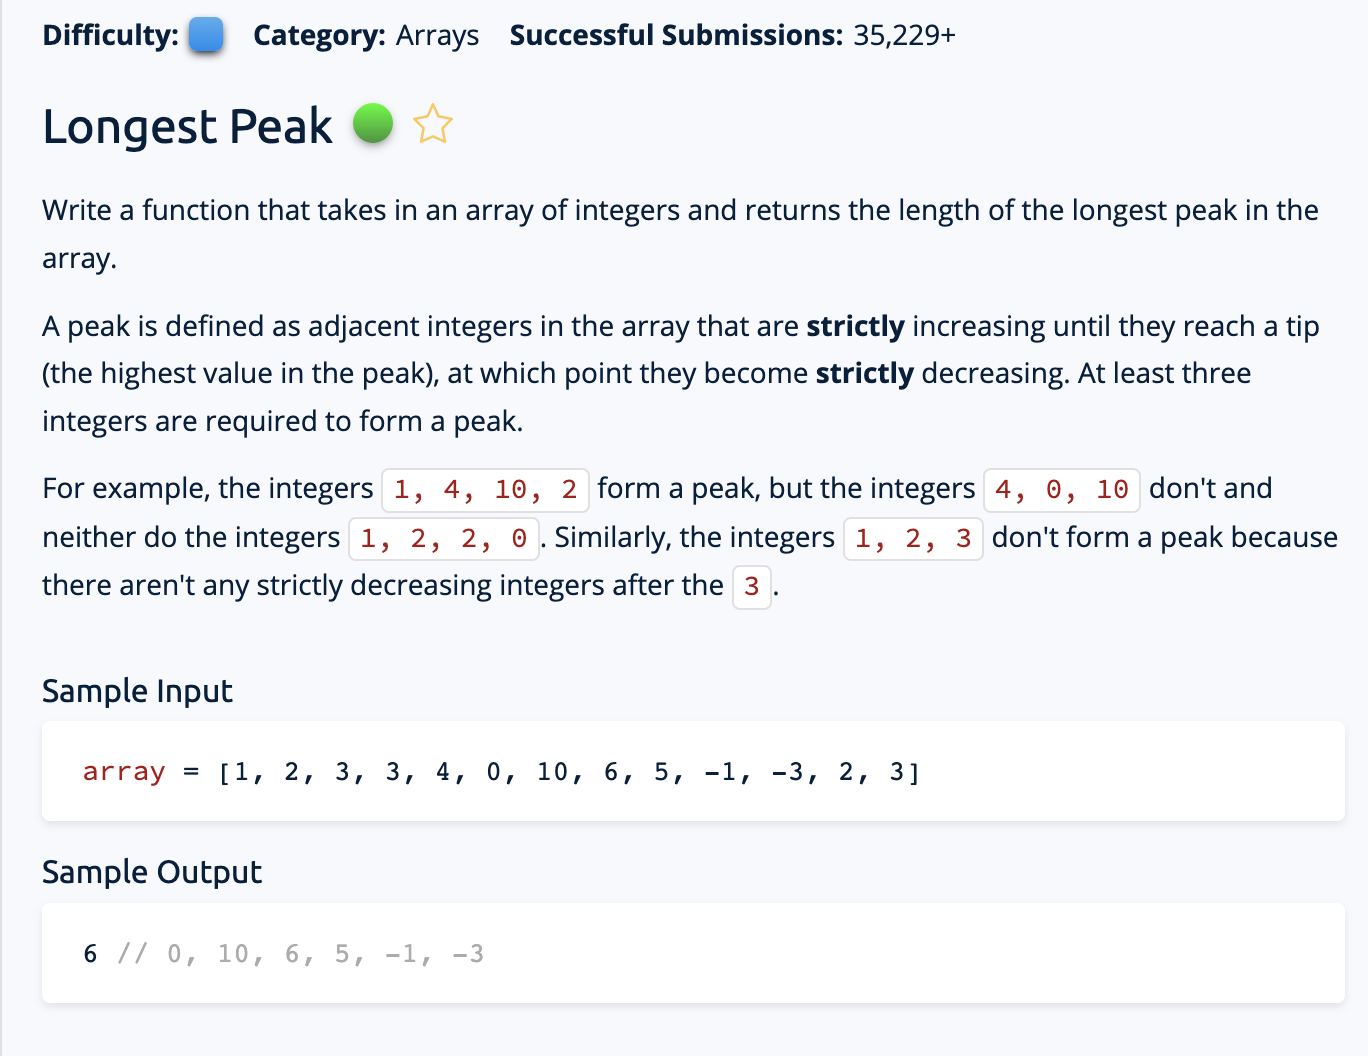 Difficulty: Category: Arrays Successful Submissions: 35,229+
Longest Peak
Write a function that takes in an array of integers and returns the length of the longest peak in the
array.
A peak is defined as adjacent integers in the array that are strictly increasing until they reach a tip
(the highest value in the peak), at which point they become strictly decreasing. At least three
integers are required to form a peak.
For example, the integers 1, 4, 10, 2 form a peak, but the integers 4, 0, 10 don't and
neither do the integers 1, 2, 2, 0. Similarly, the integers 1, 2, 3 don't form a peak because
there aren't any strictly decreasing integers after the 3.
Sample Input
array = [1, 2, 3, 3, 4, 0, 10, 6, 5, -1, -3, 2, 3]
Sample Output
6 // 0, 10, 6, 5, -1, -3